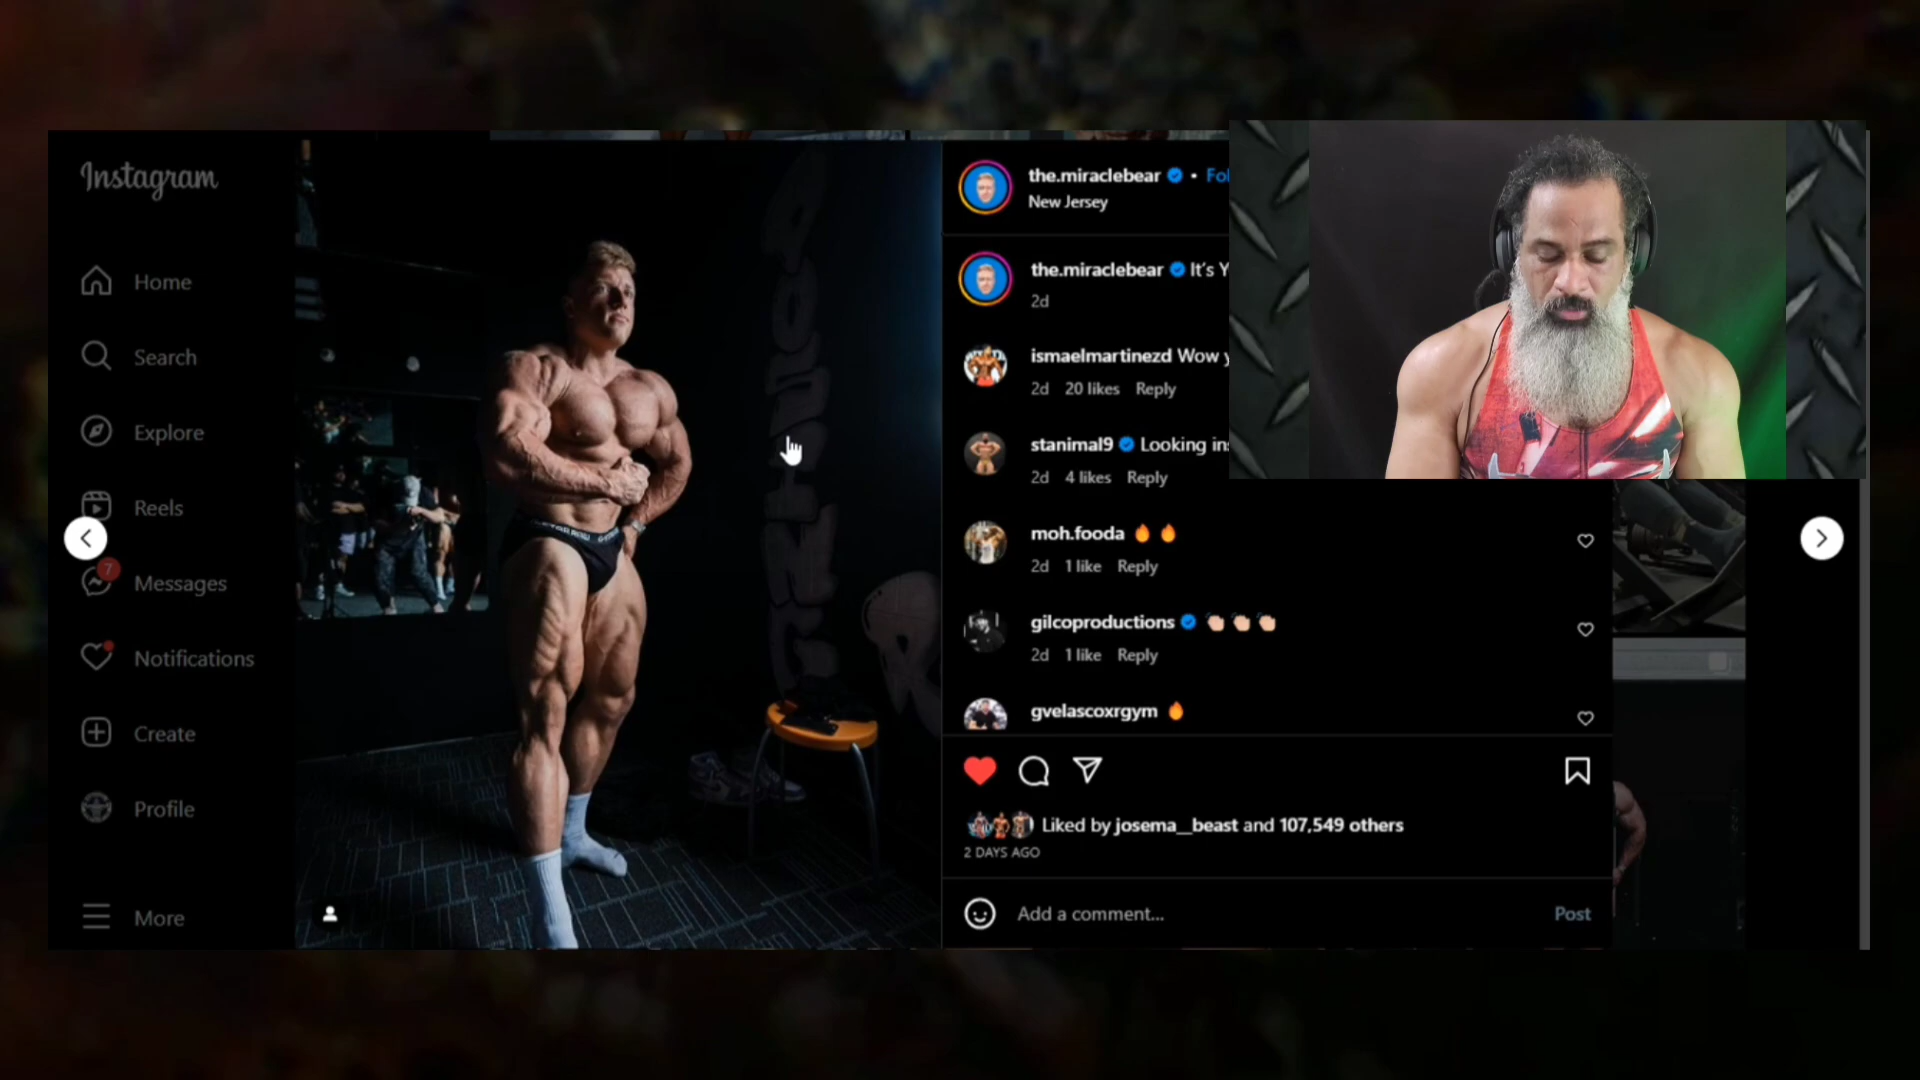 Instagram
Home
Search
Explore
Reels
7
Messages
Notifications
Create
Profile
More
the.miraclebear • Fol
New Jersey
the.miraclebear It's Y
2d
ismaelmartinezd Wow y
2d 20 likes Reply
stanimal9 Looking in
2d 4 likes Reply
moh.fooda 🔥 🔥
2d 1 like Reply
gilcoproductions 👏🏻 👏🏻 👏🏻
2d 1 like Reply
gvelascoxrgym 🔥
Liked by josema__beast and 107,549 others
2 DAYS AGO
Add a comment...
Post